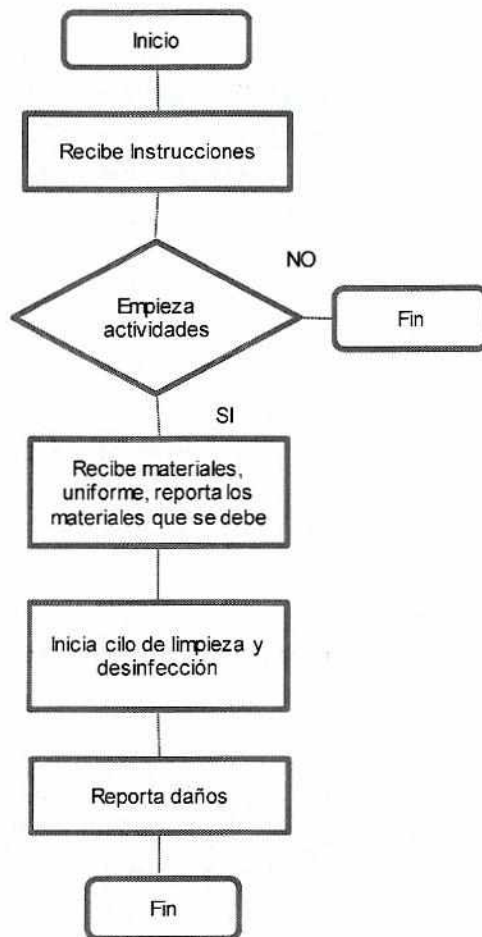 Inicio
Recibe Instrucciones
NO
Empieza
actividades
Fin
SI
Recibe materiales,
uniforme, reporta los
materiales que se debe
Inicia cilo de limpieza y
desinfección
Reporta daños
Fin